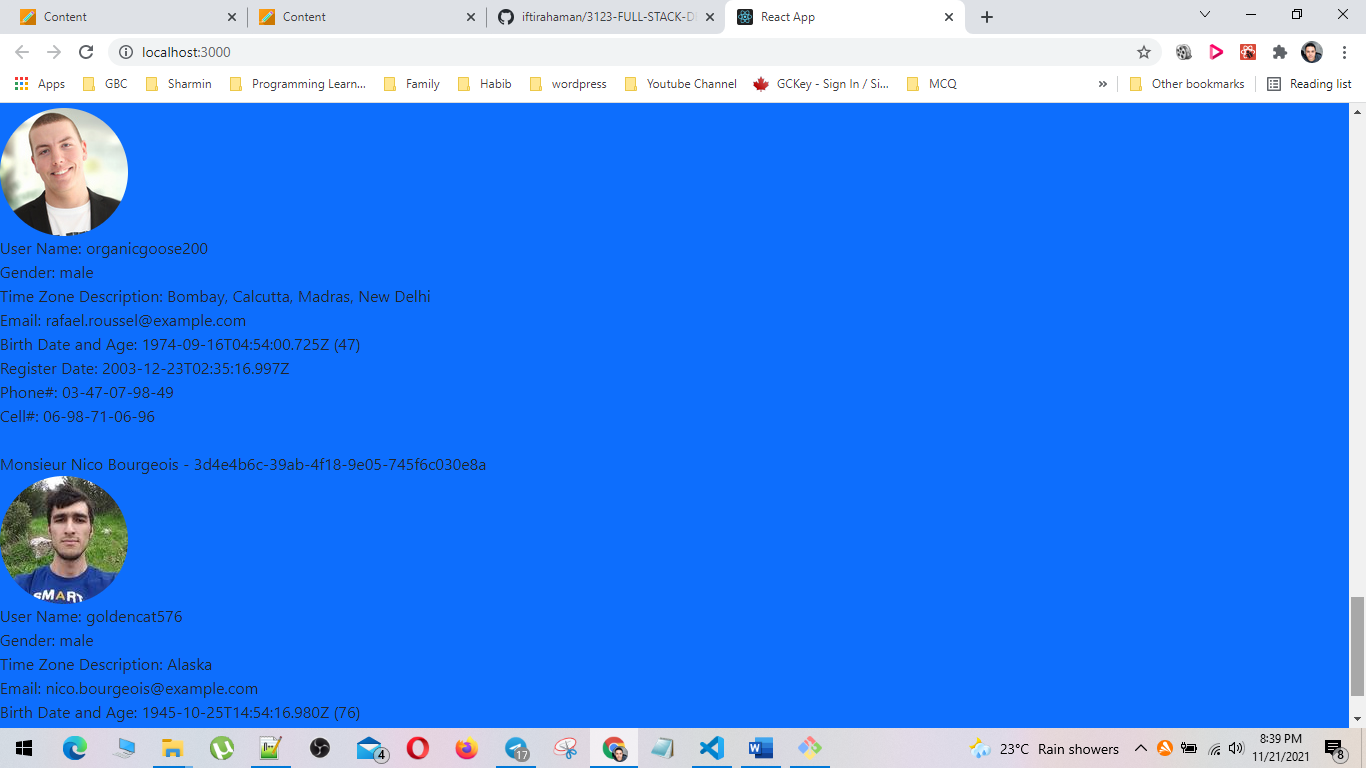 Content
Content
iftirahaman/3123-FULL-STACK-D
React App
localhost:3000
Apps
GBC
Sharmin
Programming Learn...
Family
Habib
wordpress
Youtube Channel
GCKey - Sign In / Si...
MCQ
»
Other bookmarks
Reading list
User Name: organicgoose200
Gender: male
Time Zone Description: Bombay, Calcutta, Madras, New Delhi
Email: rafael.roussel@example.com
Birth Date and Age: 1974-09-16T04:54:00.725Z (47)
Register Date: 2003-12-23T02:35:16.997Z
Phone#: 03-47-07-98-49
Cell#: 06-98-71-06-96
Monsieur Nico Bourgeois - 3d4e4b6c-39ab-4f18-9e05-745f6c030e8a
SMART
User Name: goldencat576
Gender: male
Time Zone Description: Alaska
Email: nico.bourgeois@example.com
Birth Date and Age: 1945-10-25T14:54:16.980Z (76)
4
17
23°C Rain showers
8:39 PM
11/21/2021
8